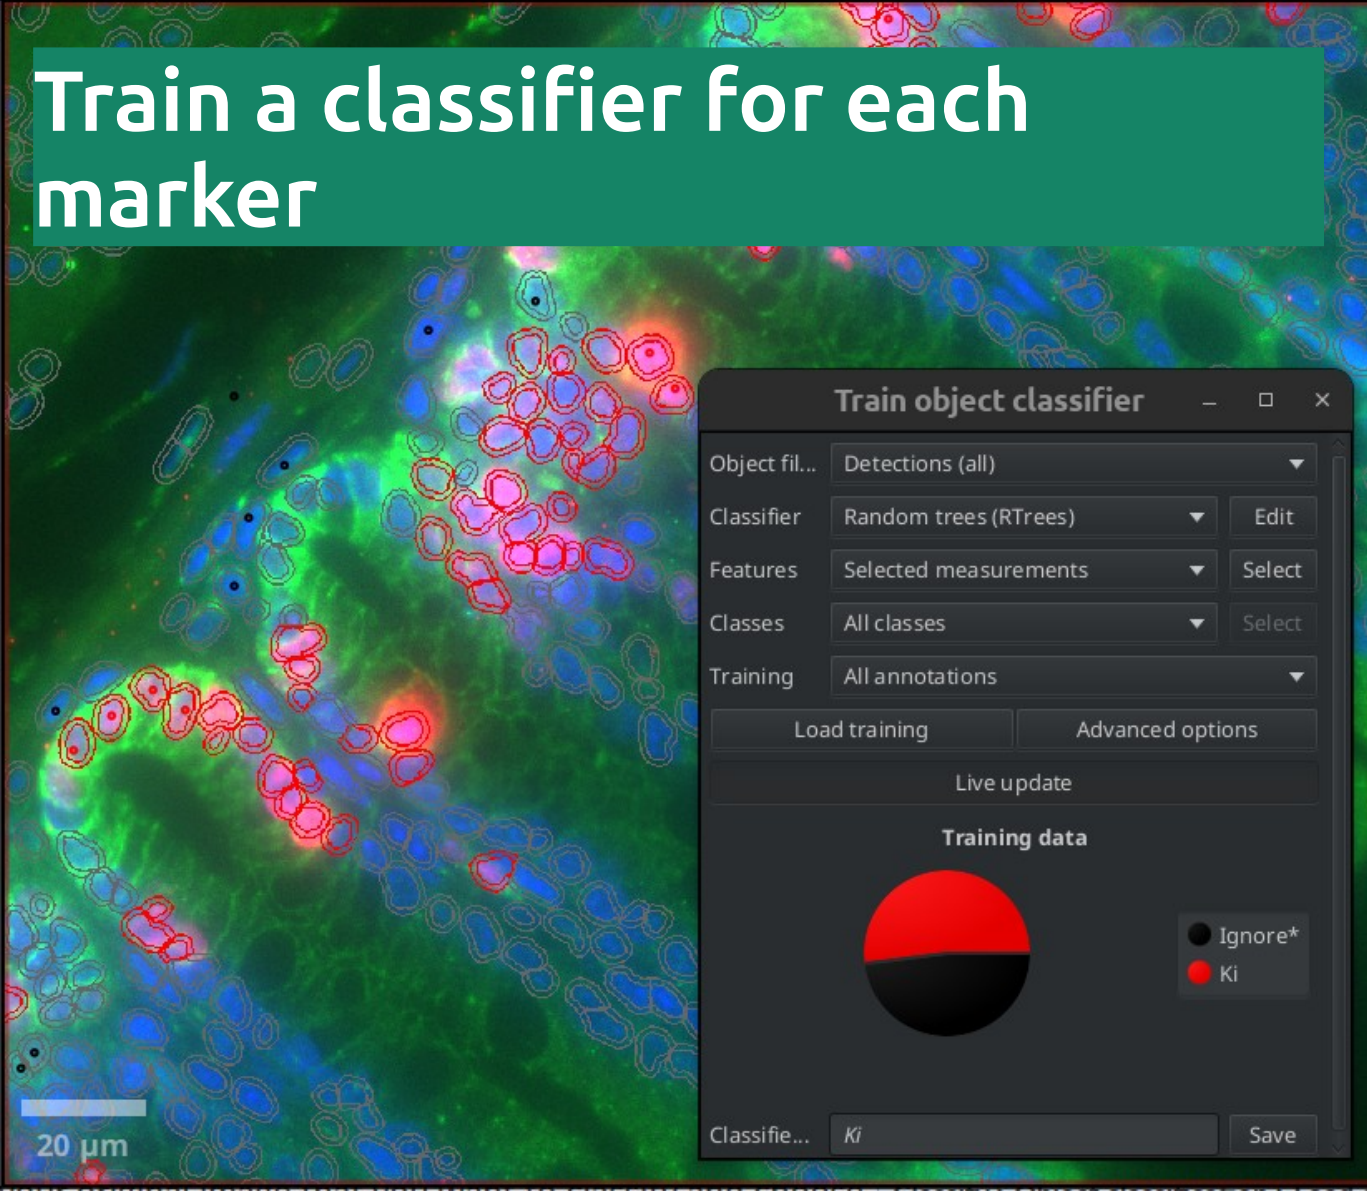 Train a classifier for each
marker
Train object classifier
Object fil... Detections (all)
Classifier Random trees (RTrees) Edit
Features Selected measurements Select
Classes All classes Select
Training All annotations
Load training Advanced options
Live update
Training data
Ignore*
Ki
Classifie... Ki Save
20 µm